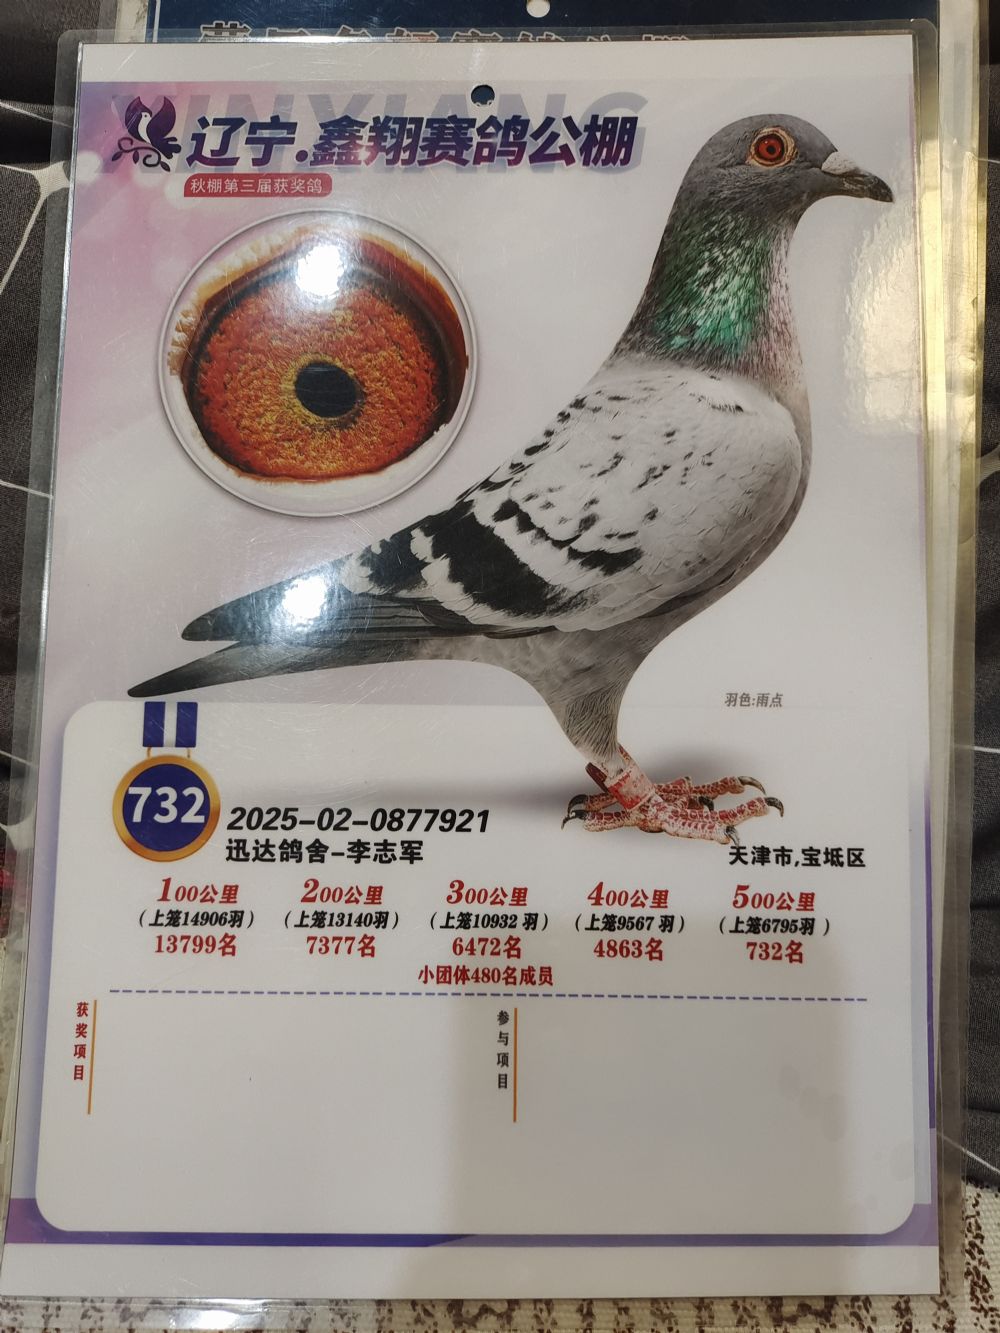 XINXIANG
辽宁.鑫翔赛鸽公棚
秋棚第三届获奖鸽
羽色:雨点
732
2025-02-0877921
迅达鸽舍-李志军
天津市,宝坻区
100公里 200公里 300公里 400公里 500公里
(上笼14906羽) (上笼13140羽) (上笼10932 羽) (上笼9567 羽) (上笼6795羽 )
13799名 7377名 6472名 4863名 732名
小团体480名成员
获奖项目
参与项目